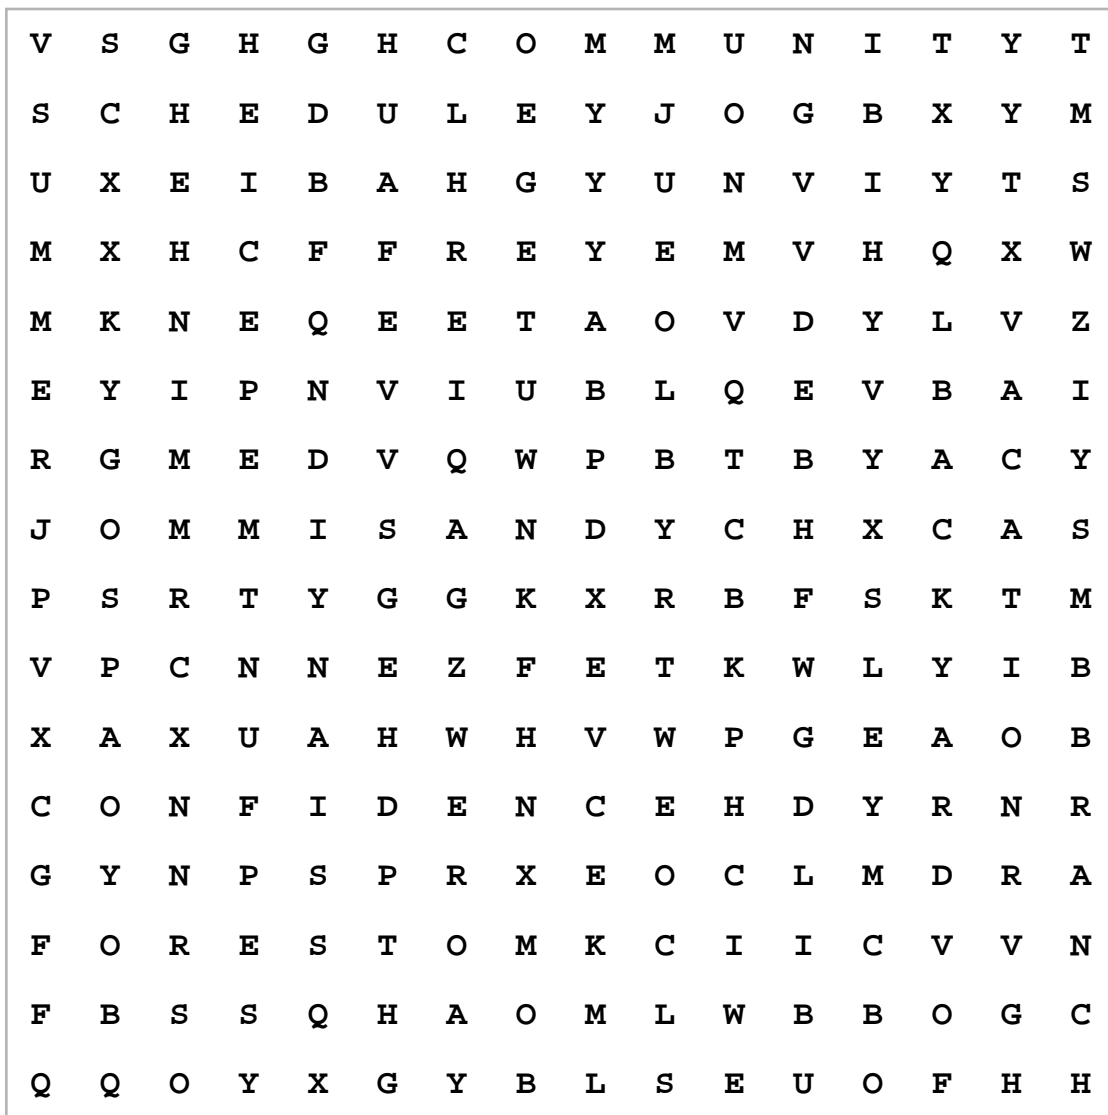 V S G H G H C O M M U N I T Y T
S C H E D U L E Y J O G B X Y M
U X E I B A H G Y U N V I Y T S
M X H C F F R E Y E M V H Q X W
M K N E Q E E T A O V D Y L V Z
E Y I P N V I U B L Q E V B A I
R G M E D V Q W P B T B Y A C Y
J O M M I S A N D Y C H X C A S
P S R T Y G G K X R B F S K T M
V P C N N E Z F E T K W L Y I B
X A X U A H W H V W P G E A O B
C O N F I D E N C E H D Y R N R
G Y N P S P R X E O C L M D R A
F O R E S T O M K C I I C V V N
F B S S Q H A O M L W B B O G C
Q Q O Y X G Y B L S E U O F H H